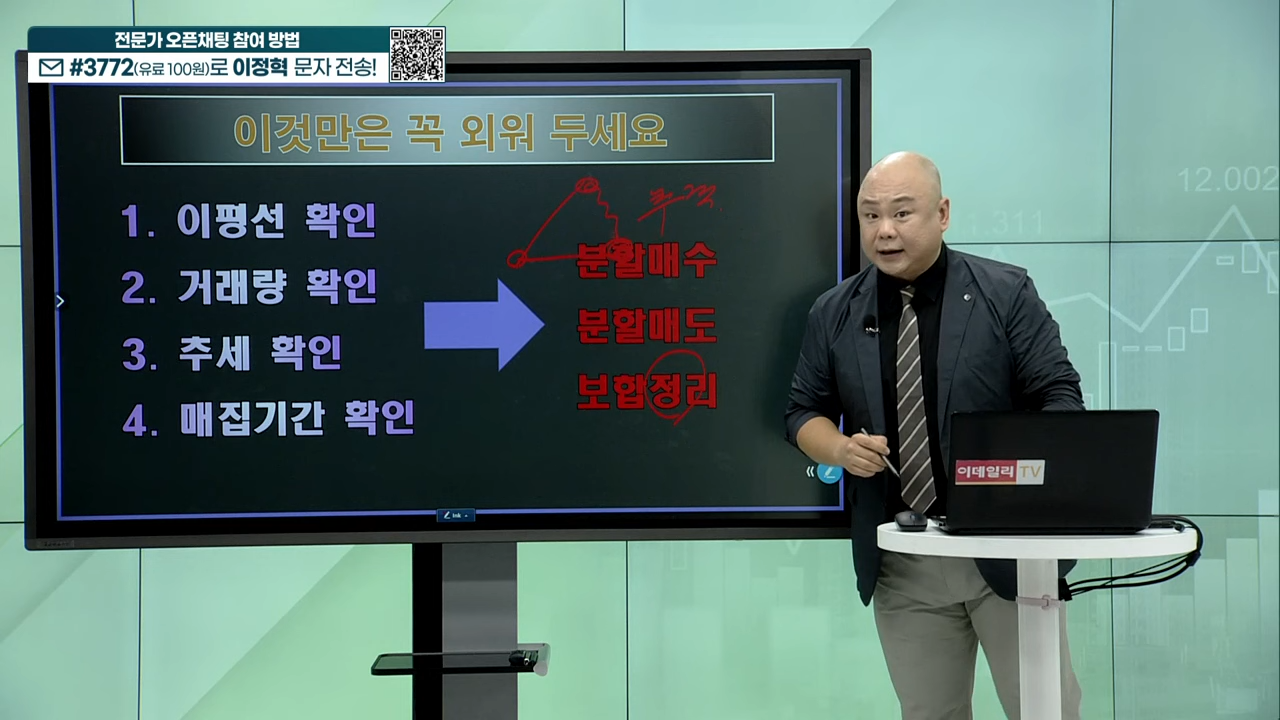 전문가 오픈채팅 참여 방법
#3772(유료 100원)로 이정혁 문자 전송!
이것만은 꼭 외워 두세요
1. 이평선 확인
2. 거래량 확인
3. 추세 확인
4. 매집기간 확인
분할매수
분할매도
보합정리
12.002
11.311
Ink
이데일리 TV